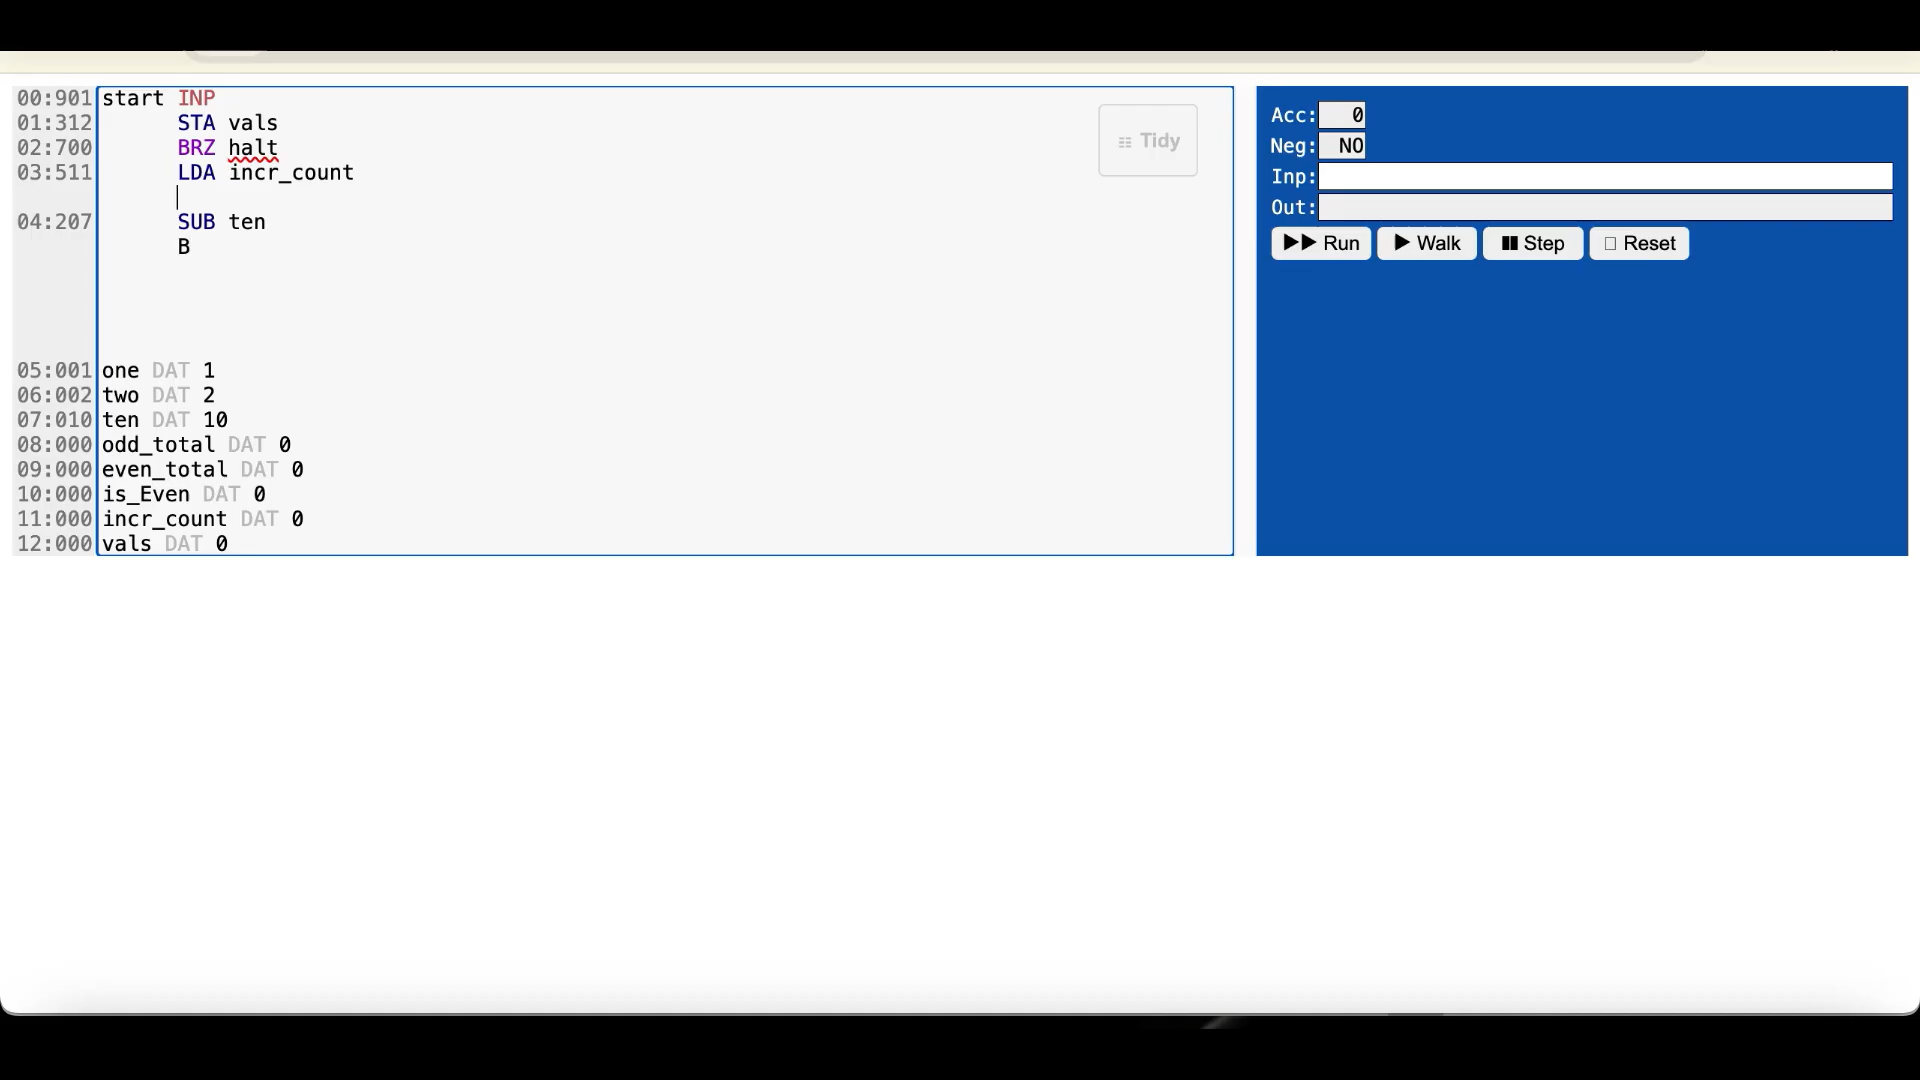 00:901 start INP
01:312 STA vals
02:700 BRZ halt
03:511 LDA incr_count
04:207 SUB ten
B
05:001 one DAT 1
06:002 two DAT 2
07:010 ten DAT 10
08:000 odd_total DAT 0
09:000 even_total DAT 0
10:000 is_Even DAT 0
11:000 incr_count DAT 0
12:000 vals DAT 0
Tidy
Acc: 0
Neg: NO
Inp:
Out:
Run Walk Step Reset